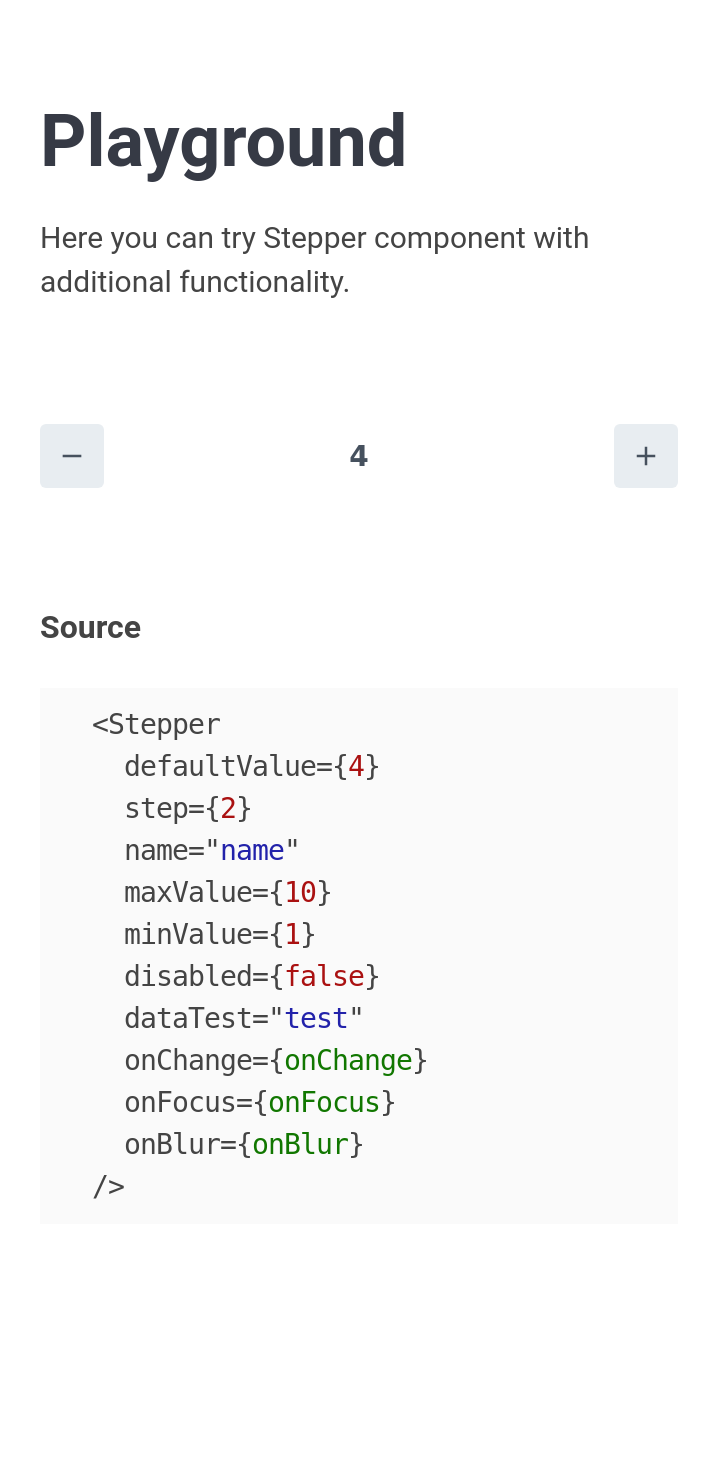 Playground
Here you can try Stepper component with
additional functionality.
− 4 +
Source
<Stepper
defaultValue={4}
step={2}
name="name"
maxValue={10}
minValue={1}
disabled={false}
dataTest="test"
onChange={onChange}
onFocus={onFocus}
onBlur={onBlur}
/>